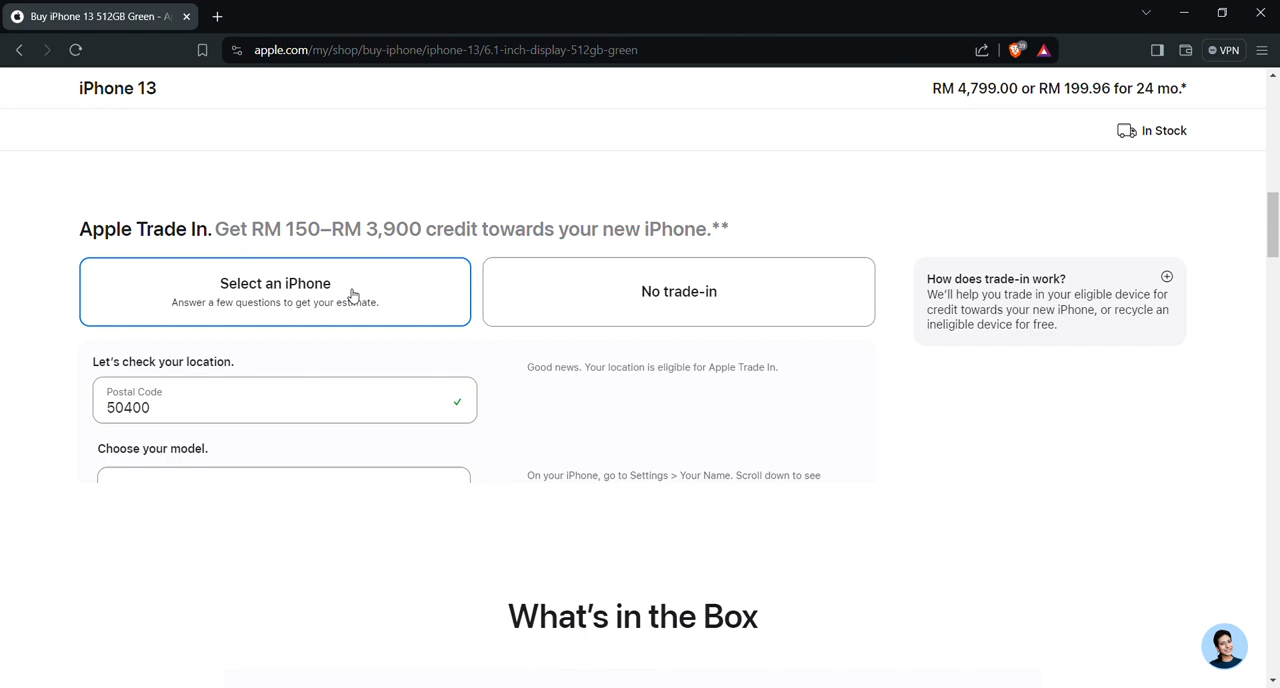 Buy iPhone 13 512GB Green - A
VPN
apple.com/my/shop/buy-iphone/iphone-13/6.1-inch-display-512gb-green
iPhone 13
RM 4,799.00 or RM 199.96 for 24 mo.*
In Stock
Apple Trade In. Get RM 150–RM 3,900 credit towards your new iPhone.**
Select an iPhone
Answer a few questions to get your estimate.
No trade-in
How does trade-in work?
We'll help you trade in your eligible device for
credit towards your new iPhone, or recycle an
ineligible device for free.
Let's check your location.
Good news. Your location is eligible for Apple Trade In.
Postal Code
50400
Choose your model.
On your iPhone, go to Settings > Your Name. Scroll down to see
What's in the Box